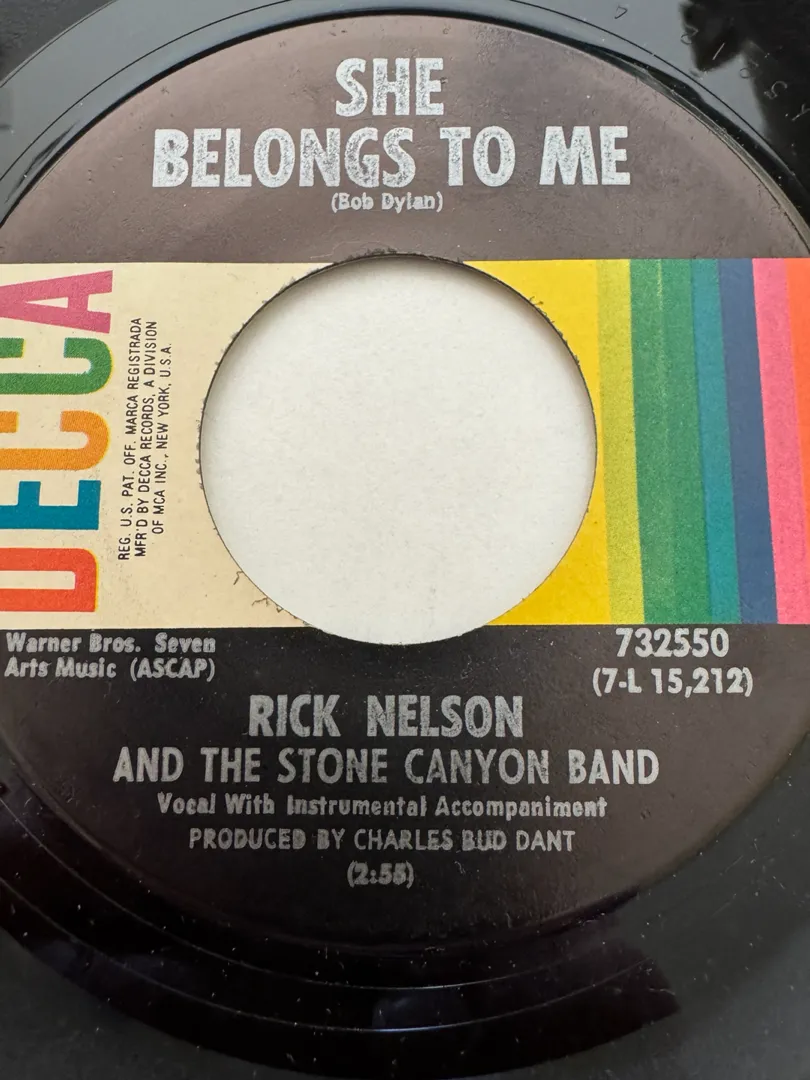 SHE
BELONGS TO ME
(Bob Dylan)
DECCA
REG. U.S. PAT. OFF. MARCA REGISTRADA
MFR'D BY DECCA RECORDS, A DIVISION
OF MCA INC., NEW YORK, U.S.A.
Warner Bros. Seven
Arts Music (ASCAP)
732550
(7-L 15,212)
RICK NELSON
AND THE STONE CANYON BAND
Vocal With Instrumental Accompaniment
PRODUCED BY CHARLES BUD DANT
(2:55)